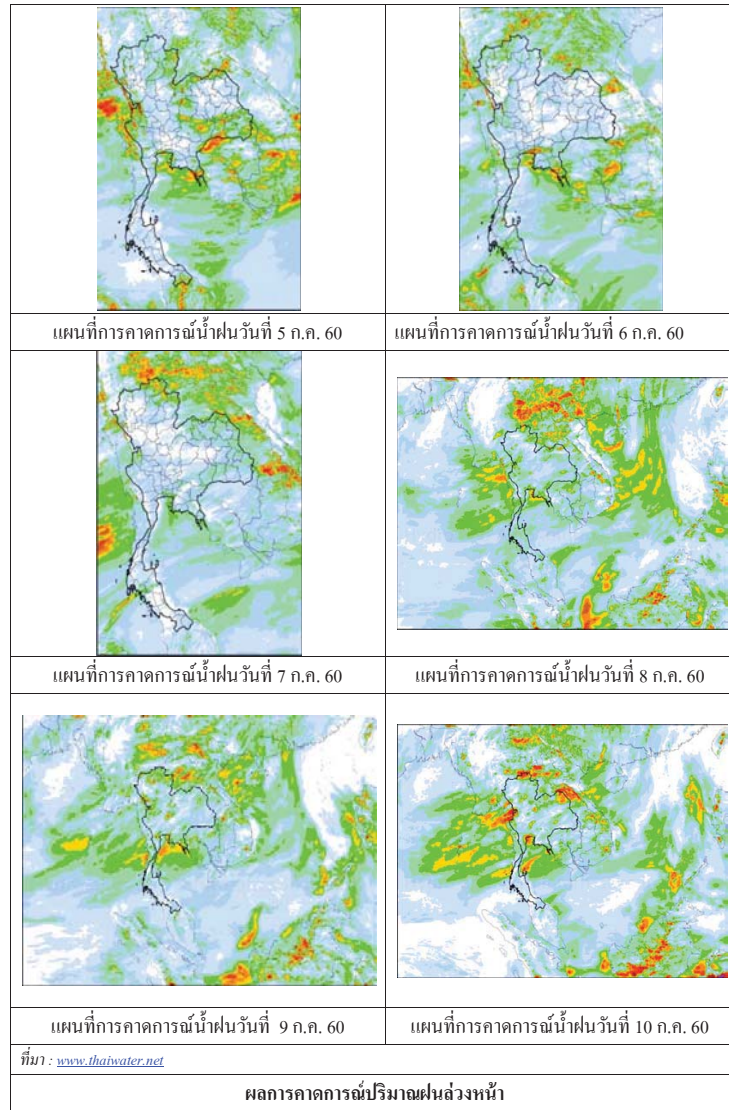 แผนที่การคาดการณ์น้ำฝนวันที่ 5 ก.ค. 60
แผนที่การคาดการณ์น้ำฝนวันที่ 6 ก.ค. 60
แผนที่การคาดการณ์น้ำฝนวันที่ 7 ก.ค. 60
แผนที่การคาดการณ์น้ำฝนวันที่ 8 ก.ค. 60
แผนที่การคาดการณ์น้ำฝนวันที่ 9 ก.ค. 60
แผนที่การคาดการณ์น้ำฝนวันที่ 10 ก.ค. 60
ที่มา : www.thaiwater.net
ผลการคาดการณ์ปริมาณฝนล่วงหน้า